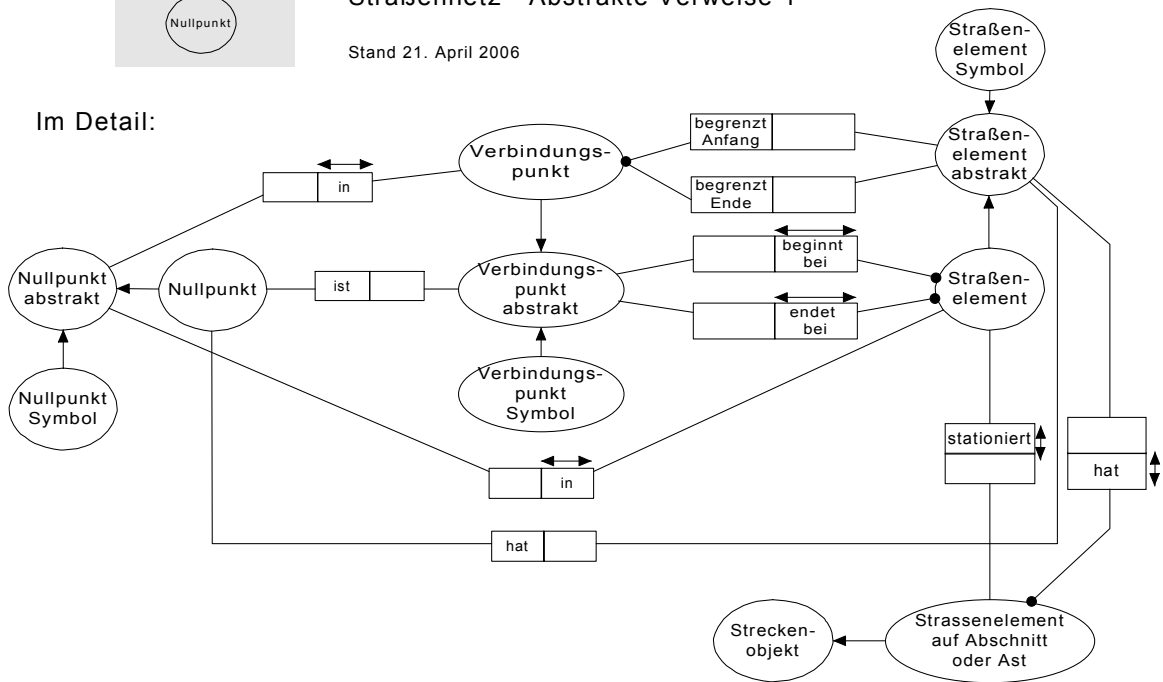 Nullpunkt
Straßennetz - Abstrakte Verweise 1
Stand 21. April 2006
Im Detail:
Straßen-
element
Symbol
begrenzt
Anfang
Verbindungs-
punkt
Straßen-
element
abstrakt
in
begrenzt
Ende
beginnt
bei
Nullpunkt
abstrakt
Nullpunkt
ist
Verbindungs-
punkt
abstrakt
Straßen-
element
endet
bei
Nullpunkt
Symbol
Verbindungs-
punkt
Symbol
stationiert
hat
in
hat
Strecken-
objekt
Strassenelement
auf Abschnitt
oder Ast